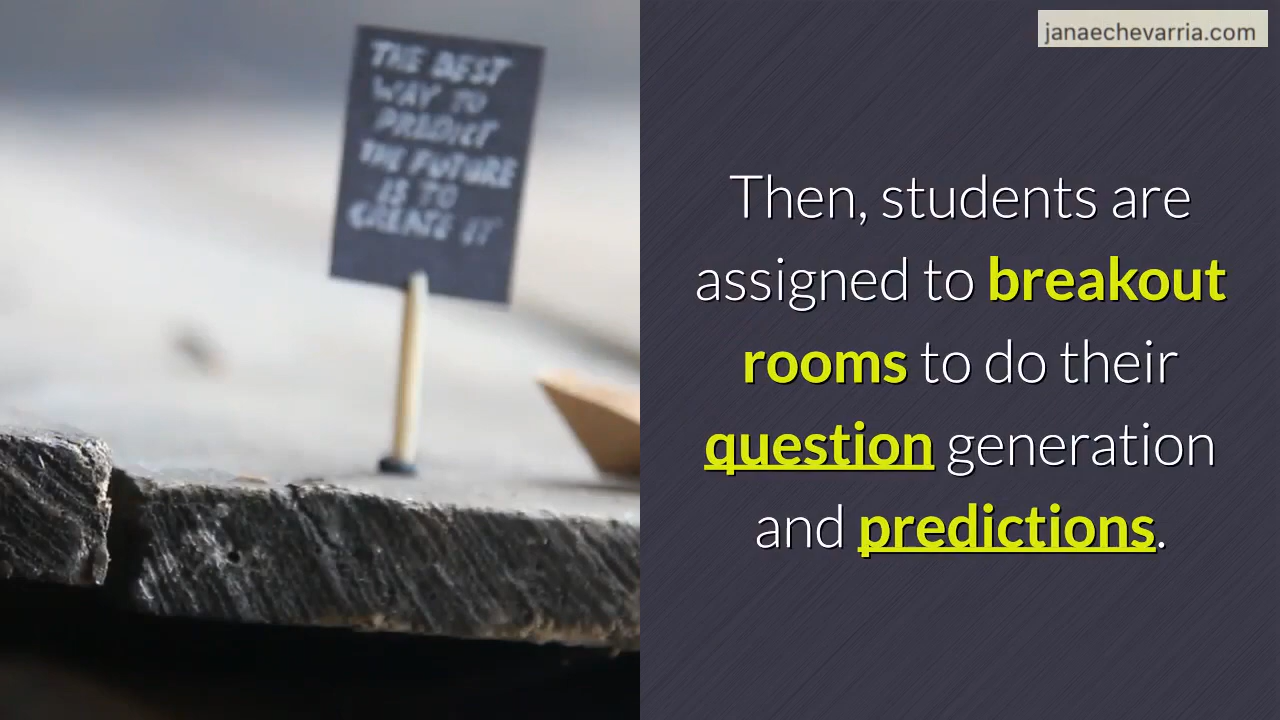 THE BEST
WAY TO
PREDICT
THE FUTURE
IS TO
CREATE IT
janaechevarria.com
Then, students are
assigned to breakout
rooms to do their
question generation
and predictions.